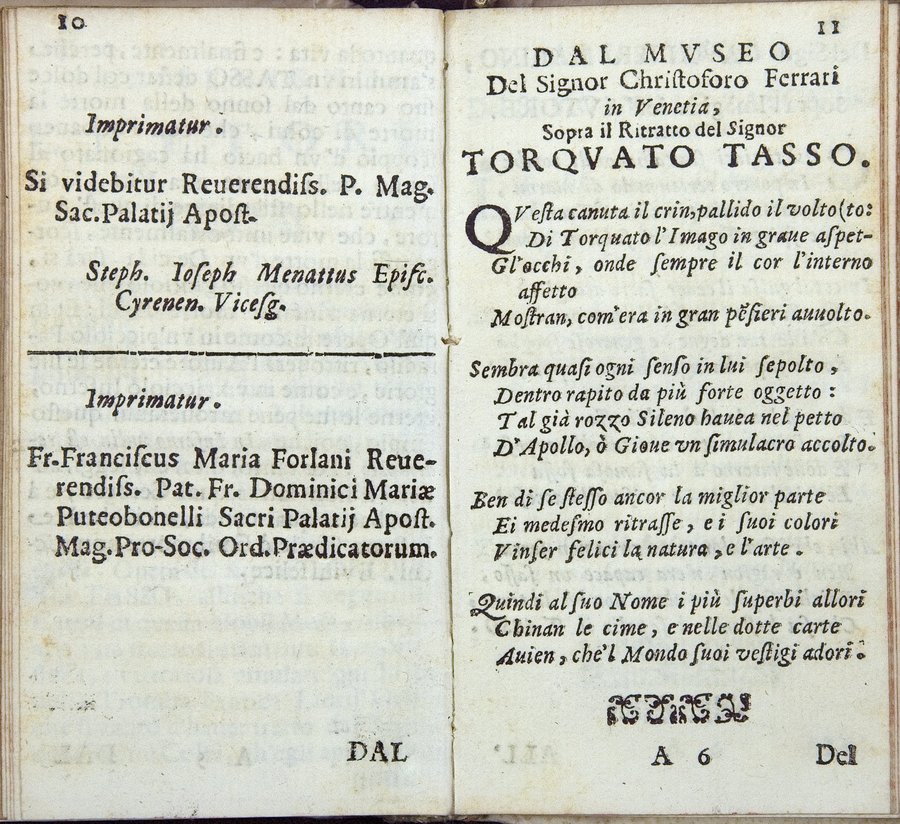 10
Imprimatur.
Si videbitur Reuerendiſs. P. Mag.
Sac. Palatij Apoſt.
Steph. Ioſeph Menattus Epiſc.
Cyrenen. Viceſg.
Imprimatur.
Fr. Franciſcus Maria Forlani Reue-
rendiſs. Pat. Fr. Dominici Mariæ
Puteobonelli Sacri Palatij Apoſt.
Mag. Pro-Soc. Ord. Prædicatorum.
DAL
11
DAL MVSEO
Del Signor Chriſtoforo Ferrari
in Venetia,
Sopra il Ritratto del Signor
TORQVATO TASSO.
QVeſta canuta il crin, pallido il volto (to:
Di Torquato l'Imago in graue aſpet-
Gl'occhi, onde ſempre il cor l'interno
affetto
Moſtran, com'era in gran pẽſieri auuolto.
Sembra quaſi ogni ſenſo in lui ſepolto,
Dentro rapito da più forte oggetto:
Tal già rozzo Sileno hauea nel petto
D'Apollo, ò Gioue vn ſimulacro accolto.
Ben di ſe ſteſſo ancor la miglior parte
Ei medeſmo ritraſſe, e i ſuoi colori
Vinſer felici la natura, e l'arte.
Quindi al ſuo Nome i più ſuperbi allori
Chinan le cime, e nelle dotte carte
Auien, che'l Mondo ſuoi veſtigi adori.
A 6
Del